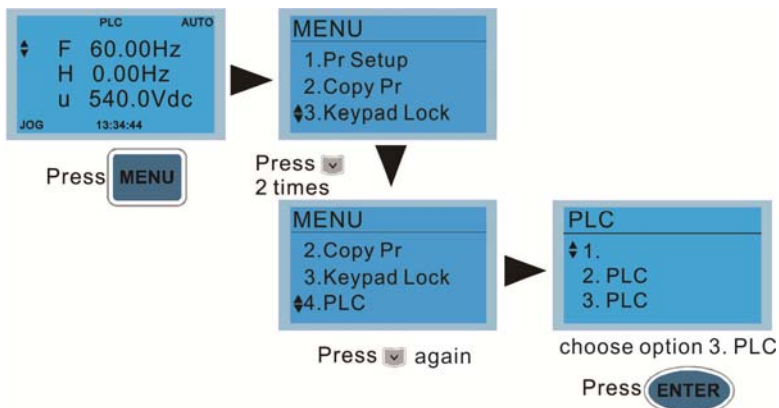 PLC AUTO
F 60.00Hz
H 0.00Hz
u 540.0Vdc
JOG 13:34:44
Press MENU
MENU
1.Pr Setup
2.Copy Pr
3.Keypad Lock
Press
2 times
MENU
2.Copy Pr
3.Keypad Lock
4.PLC
Press again
PLC
1.
2. PLC
3. PLC
choose option 3. PLC
Press ENTER